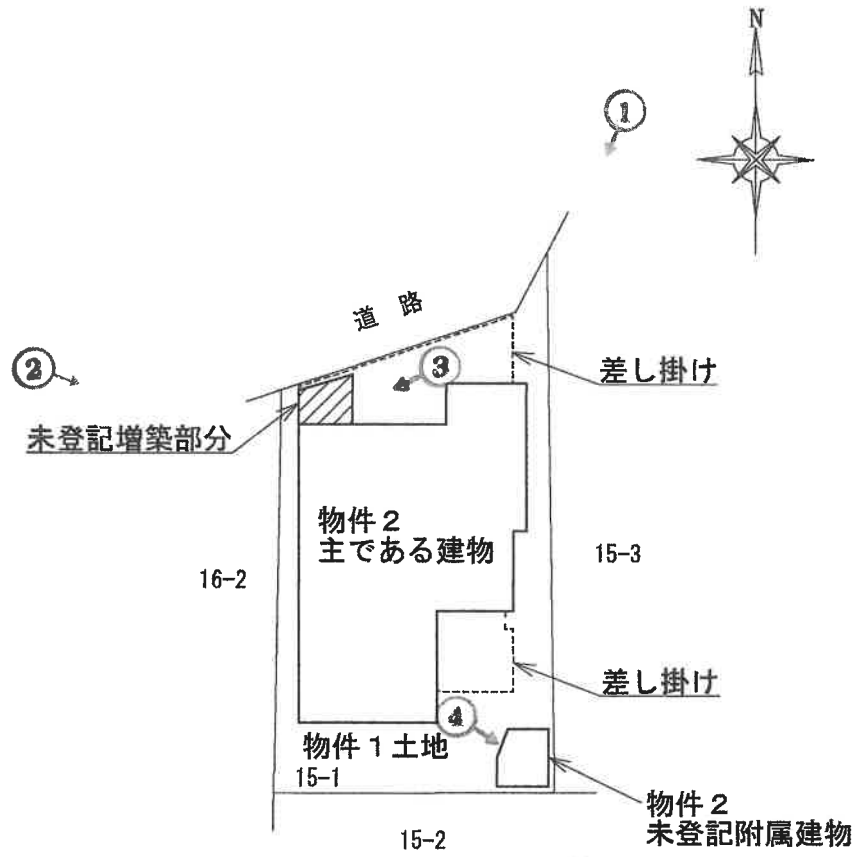 N
①
道路
②
③
差し掛け
未登記増築部分
物件2
主である建物
16-2
15-3
差し掛け
④
物件1土地
15-1
物件2
未登記附属建物
15-2